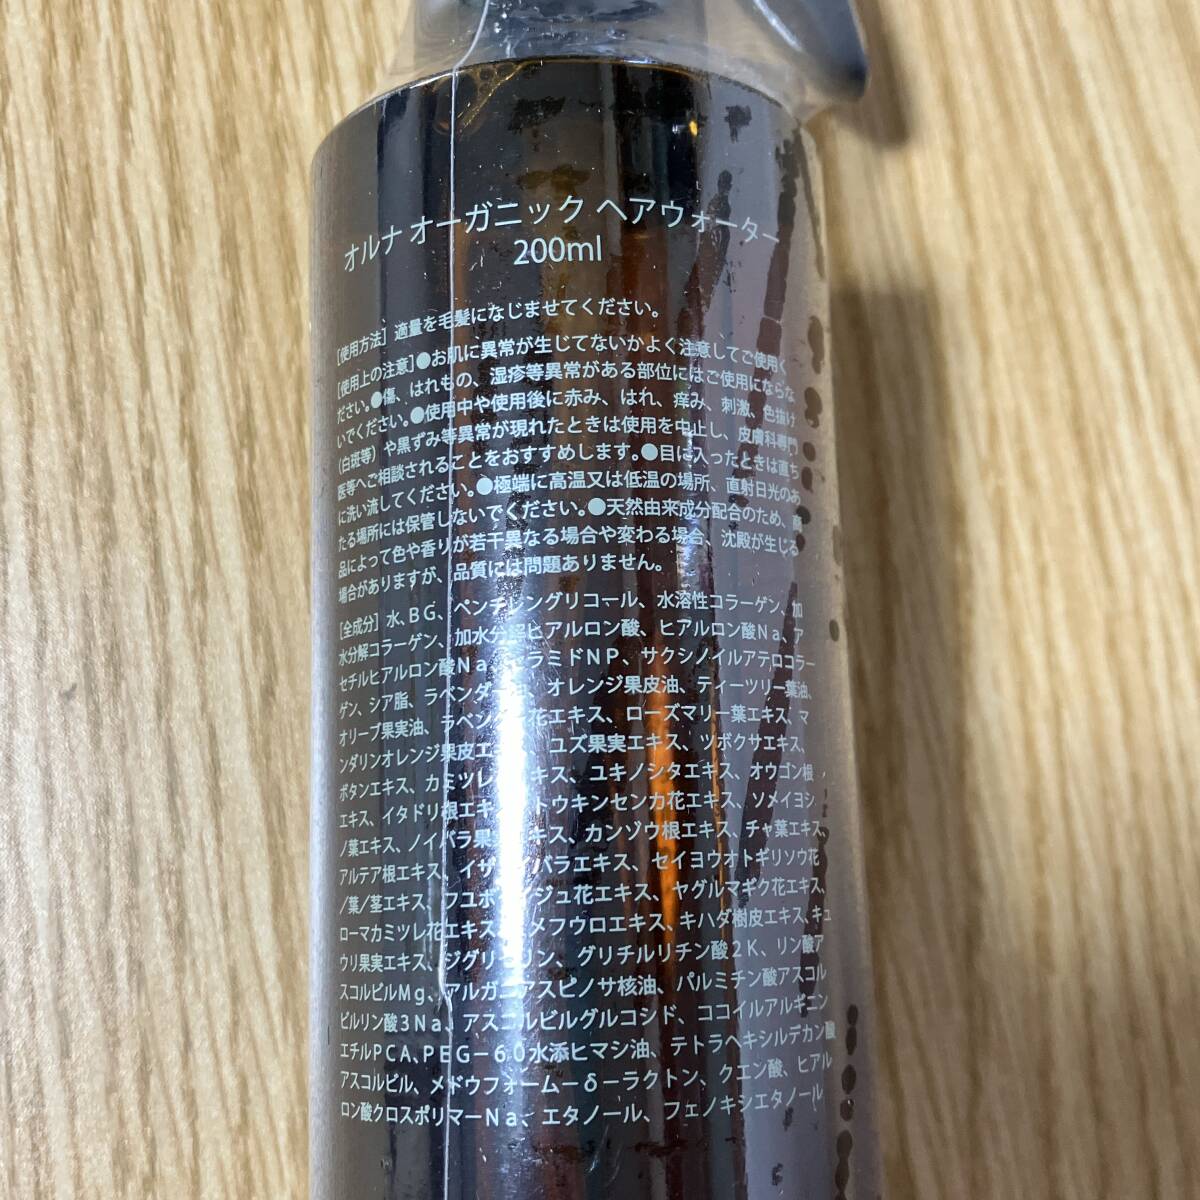 オルナ オーガニック ヘアウォーター
200ml
[使用方法] 適量を毛髪になじませてください。
[使用上の注意]●お肌に異常が生じてないかよく注意してご使用く
ださい。●傷、はれもの、湿疹等異常がある部位にはご使用にならな
いでください。●使用中や使用後に赤み、はれ、痒み、刺激、色抜け
(白斑等)や黒ずみ等異常が現れたときは使用を中止し、皮膚科専門
医等へご相談されることをおすすめします。●目に入ったときは直ち
に洗い流してください。●極端に高温又は低温の場所、直射日光のあ
たる場所には保管しないでください。●天然由来成分配合のため、商
品によって色や香りが若干異なる場合や変わる場合、沈殿が生じる
場合がありますが、品質には問題ありません。
[全成分] 水、BG、ペンチレングリコール、水溶性コラーゲン、加
水分解コラーゲン、加水分解ヒアルロン酸、ヒアルロン酸Na、ア
セチルヒアルロン酸Na、セラミドNP、サクシノイルアテロコラー
ゲン、シア脂、ラベンダー油、オレンジ果皮油、ティーツリー葉油、
オリーブ果実油、ラベンダー花エキス、ローズマリー葉エキス、マ
ンダリンオレンジ果皮エキス、ユズ果実エキス、ツボクサエキス、
ボタンエキス、カミツレ花エキス、ユキノシタエキス、オウゴン根
エキス、イタドリ根エキス、トウキンセンカ花エキス、ソメイヨシ
ノ葉エキス、ノイバラ果実エキス、カンゾウ根エキス、チャ葉エキス、
アルテア根エキス、イザヨイバラエキス、セイヨウオトギリソウ花
/葉/茎エキス、フユボダイジュ花エキス、ヤグルマギク花エキス、
ローマカミツレ花エキス、ヒメフウロエキス、キハダ樹皮エキス、キュ
ウリ果実エキス、ジグリセリン、グリチルリチン酸2K、リン酸ア
スコルビルMg、アルガニアスピノサ核油、パルミチン酸アスコル
ビルリン酸3Na、アスコルビルグルコシド、ココイルアルギニン
エチルPCA、PEG－60水添ヒマシ油、テトラヘキシルデカン酸
アスコルビル、メドウフォーム－δ－ラクトン、クエン酸、ヒアル
ロン酸クロスポリマーNa、エタノール、フェノキシエタノール